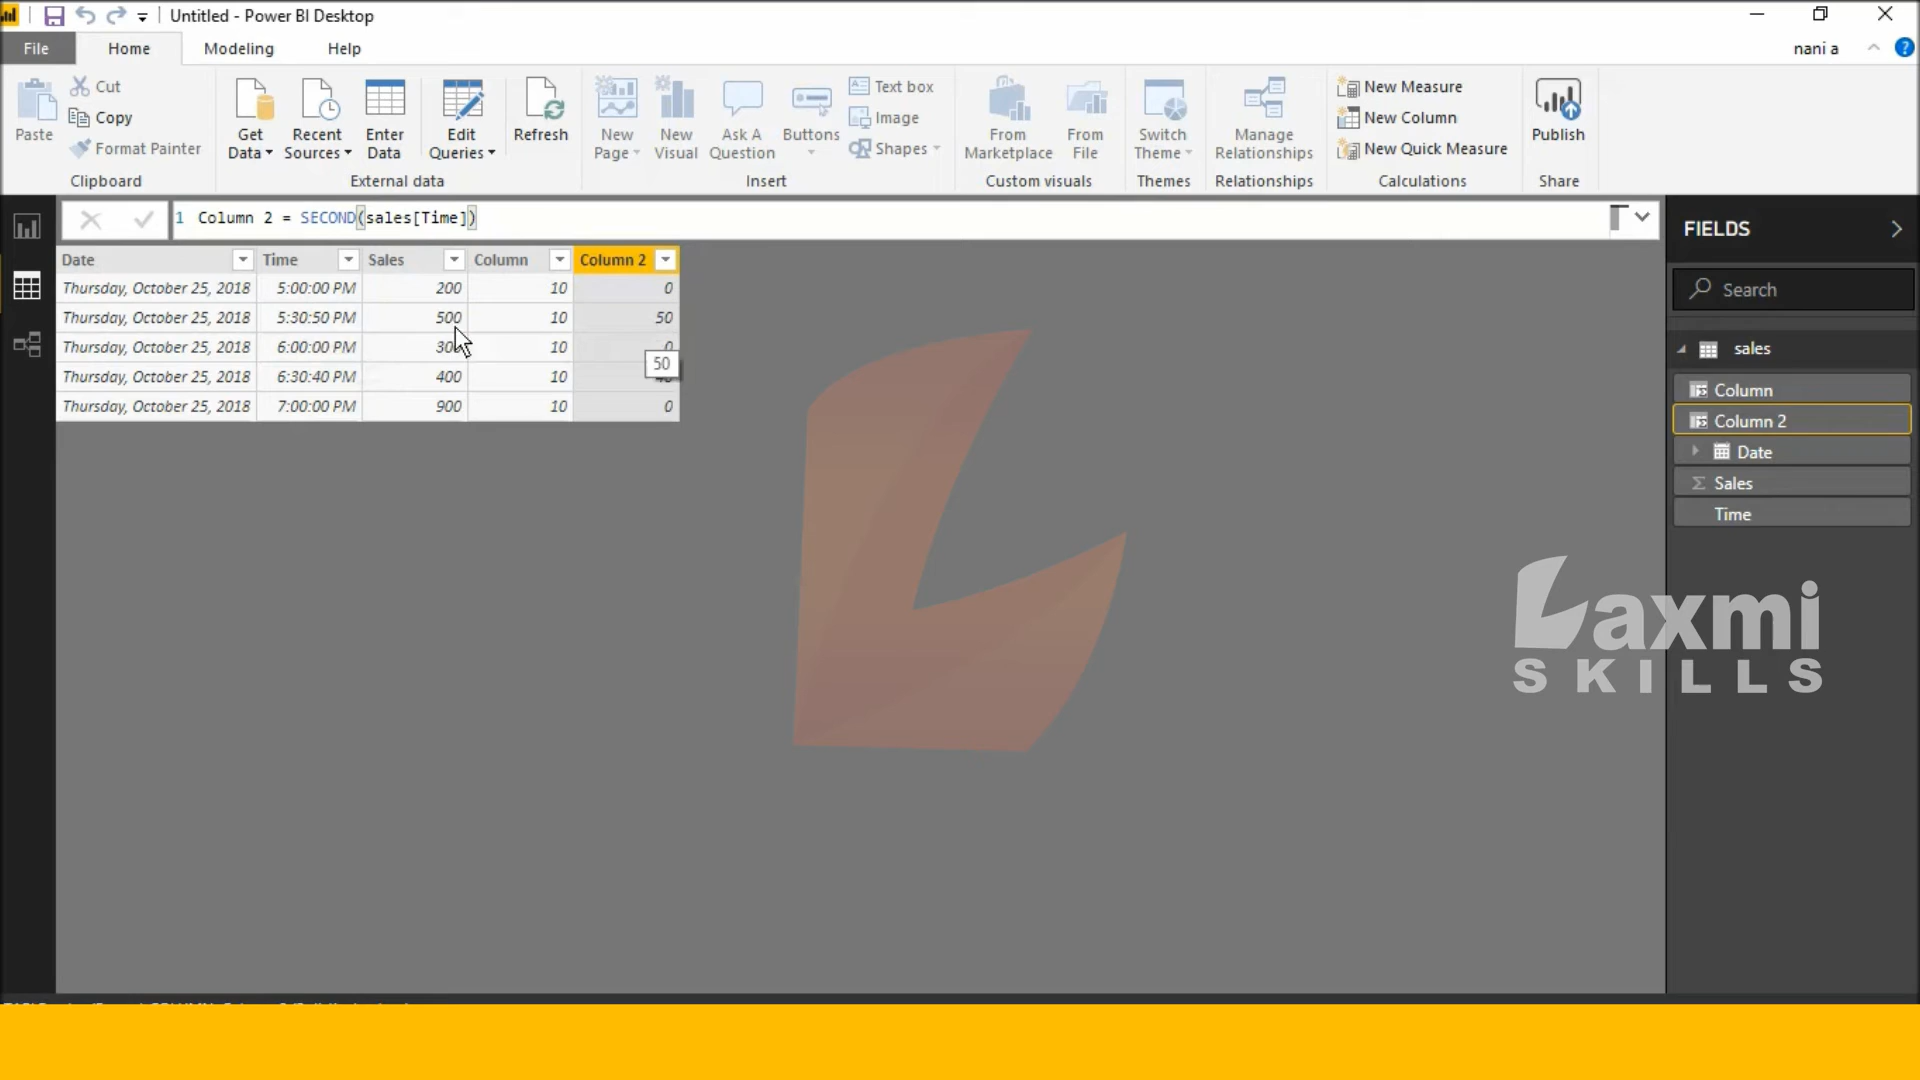 Untitled - Power BI Desktop
File
Home
Modeling
Help
nani a
Paste
Cut
Copy
Format Painter
Clipboard
Get Data
Recent Sources
Enter Data
Edit Queries
Refresh
External data
New Page
New Visual
Ask A Question
Buttons
Text box
Image
Shapes
Insert
From Marketplace
From File
Custom visuals
Switch Theme
Themes
Manage Relationships
Relationships
New Measure
New Column
New Quick Measure
Calculations
Publish
Share
1 Column 2 = SECOND(sales[Time])
Date Time Sales Column Column 2
Thursday, October 25, 2018 5:00:00 PM 200 10 0
Thursday, October 25, 2018 5:30:50 PM 500 10 50
Thursday, October 25, 2018 6:00:00 PM 300 10 0
50
Thursday, October 25, 2018 6:30:40 PM 400 10 40
Thursday, October 25, 2018 7:00:00 PM 900 10 0
FIELDS
Search
sales
Column
Column 2
Date
Sales
Time
Laxmi
SKILLS